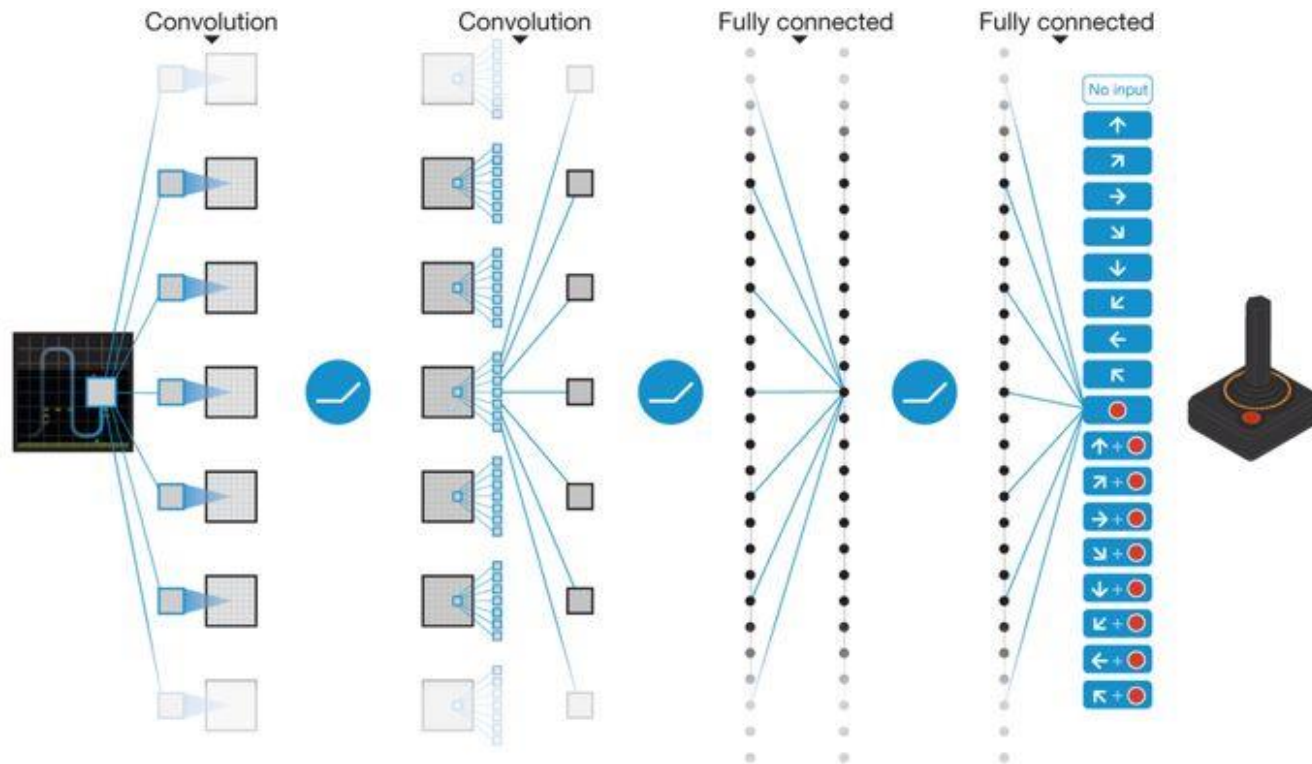 Convolution
Convolution
Fully connected
Fully connected
No input
+
+
+
+
+
+
+
+